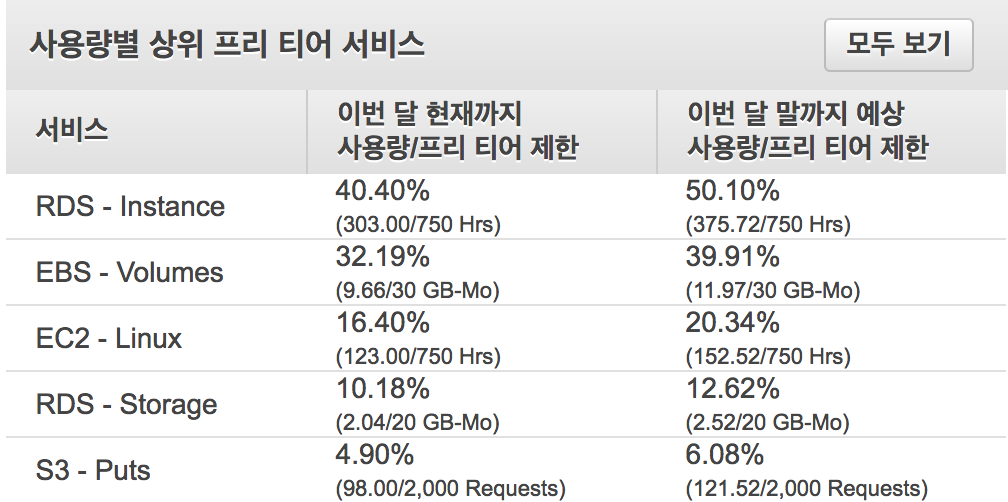 사용량별 상위 프리 티어 서비스
모두 보기
서비스
이번 달 현재까지
사용량/프리 티어 제한
이번 달 말까지 예상
사용량/프리 티어 제한
RDS - Instance
40.40%
(303.00/750 Hrs)
50.10%
(375.72/750 Hrs)
EBS - Volumes
32.19%
(9.66/30 GB-Mo)
39.91%
(11.97/30 GB-Mo)
EC2 - Linux
16.40%
(123.00/750 Hrs)
20.34%
(152.52/750 Hrs)
RDS - Storage
10.18%
(2.04/20 GB-Mo)
12.62%
(2.52/20 GB-Mo)
S3 - Puts
4.90%
(98.00/2,000 Requests)
6.08%
(121.52/2,000 Requests)